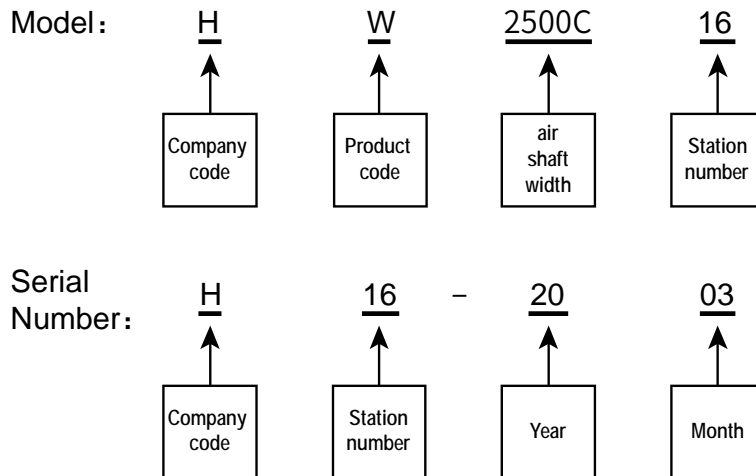 Model： H W 2500C 16
Company code
Product code
air shaft width
Station number
Serial Number： H 16 - 20 03
Company code
Station number
Year
Month